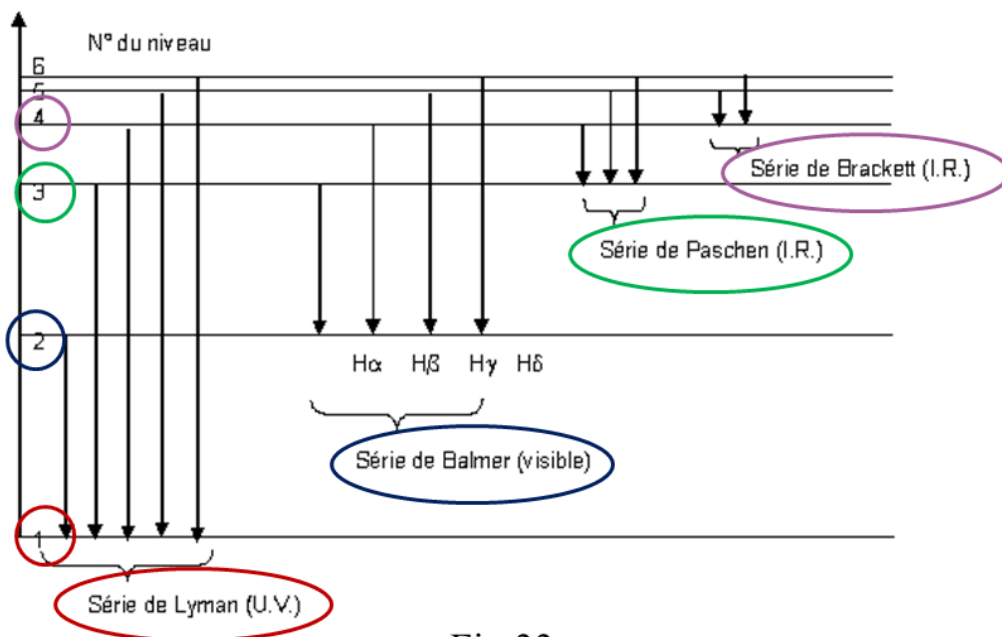 N° du niveau
6
5
4
3
2
1
Série de Brackett (I.R.)
Série de Paschen (I.R.)
Hα Hβ Hγ Hδ
Série de Balmer (visible)
Série de Lyman (U.V.)